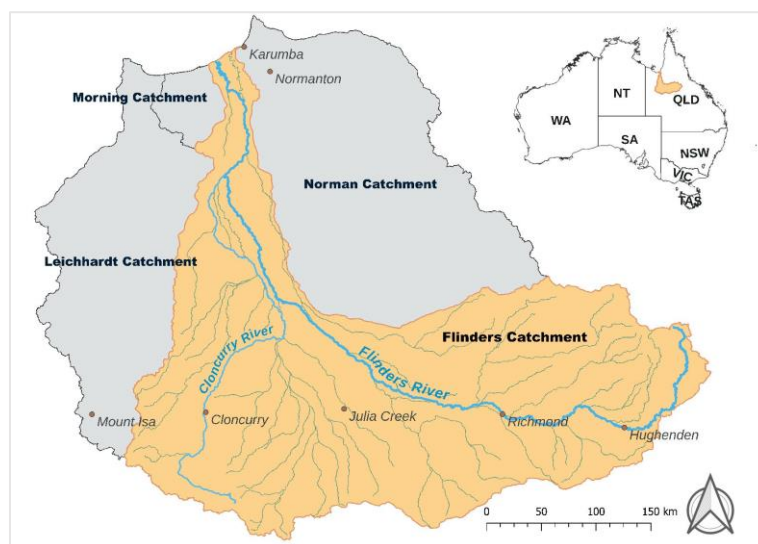 Karumba
Normanton
Morning Catchment
Norman Catchment
Leichhardt Catchment
Flinders Catchment
Cloncurry River
Flinders River
Mount Isa
Cloncurry
Julia Creek
Richmond
Hughenden
WA
NT
QLD
SA
NSW
VIC
TAS
0 50 100 150 km